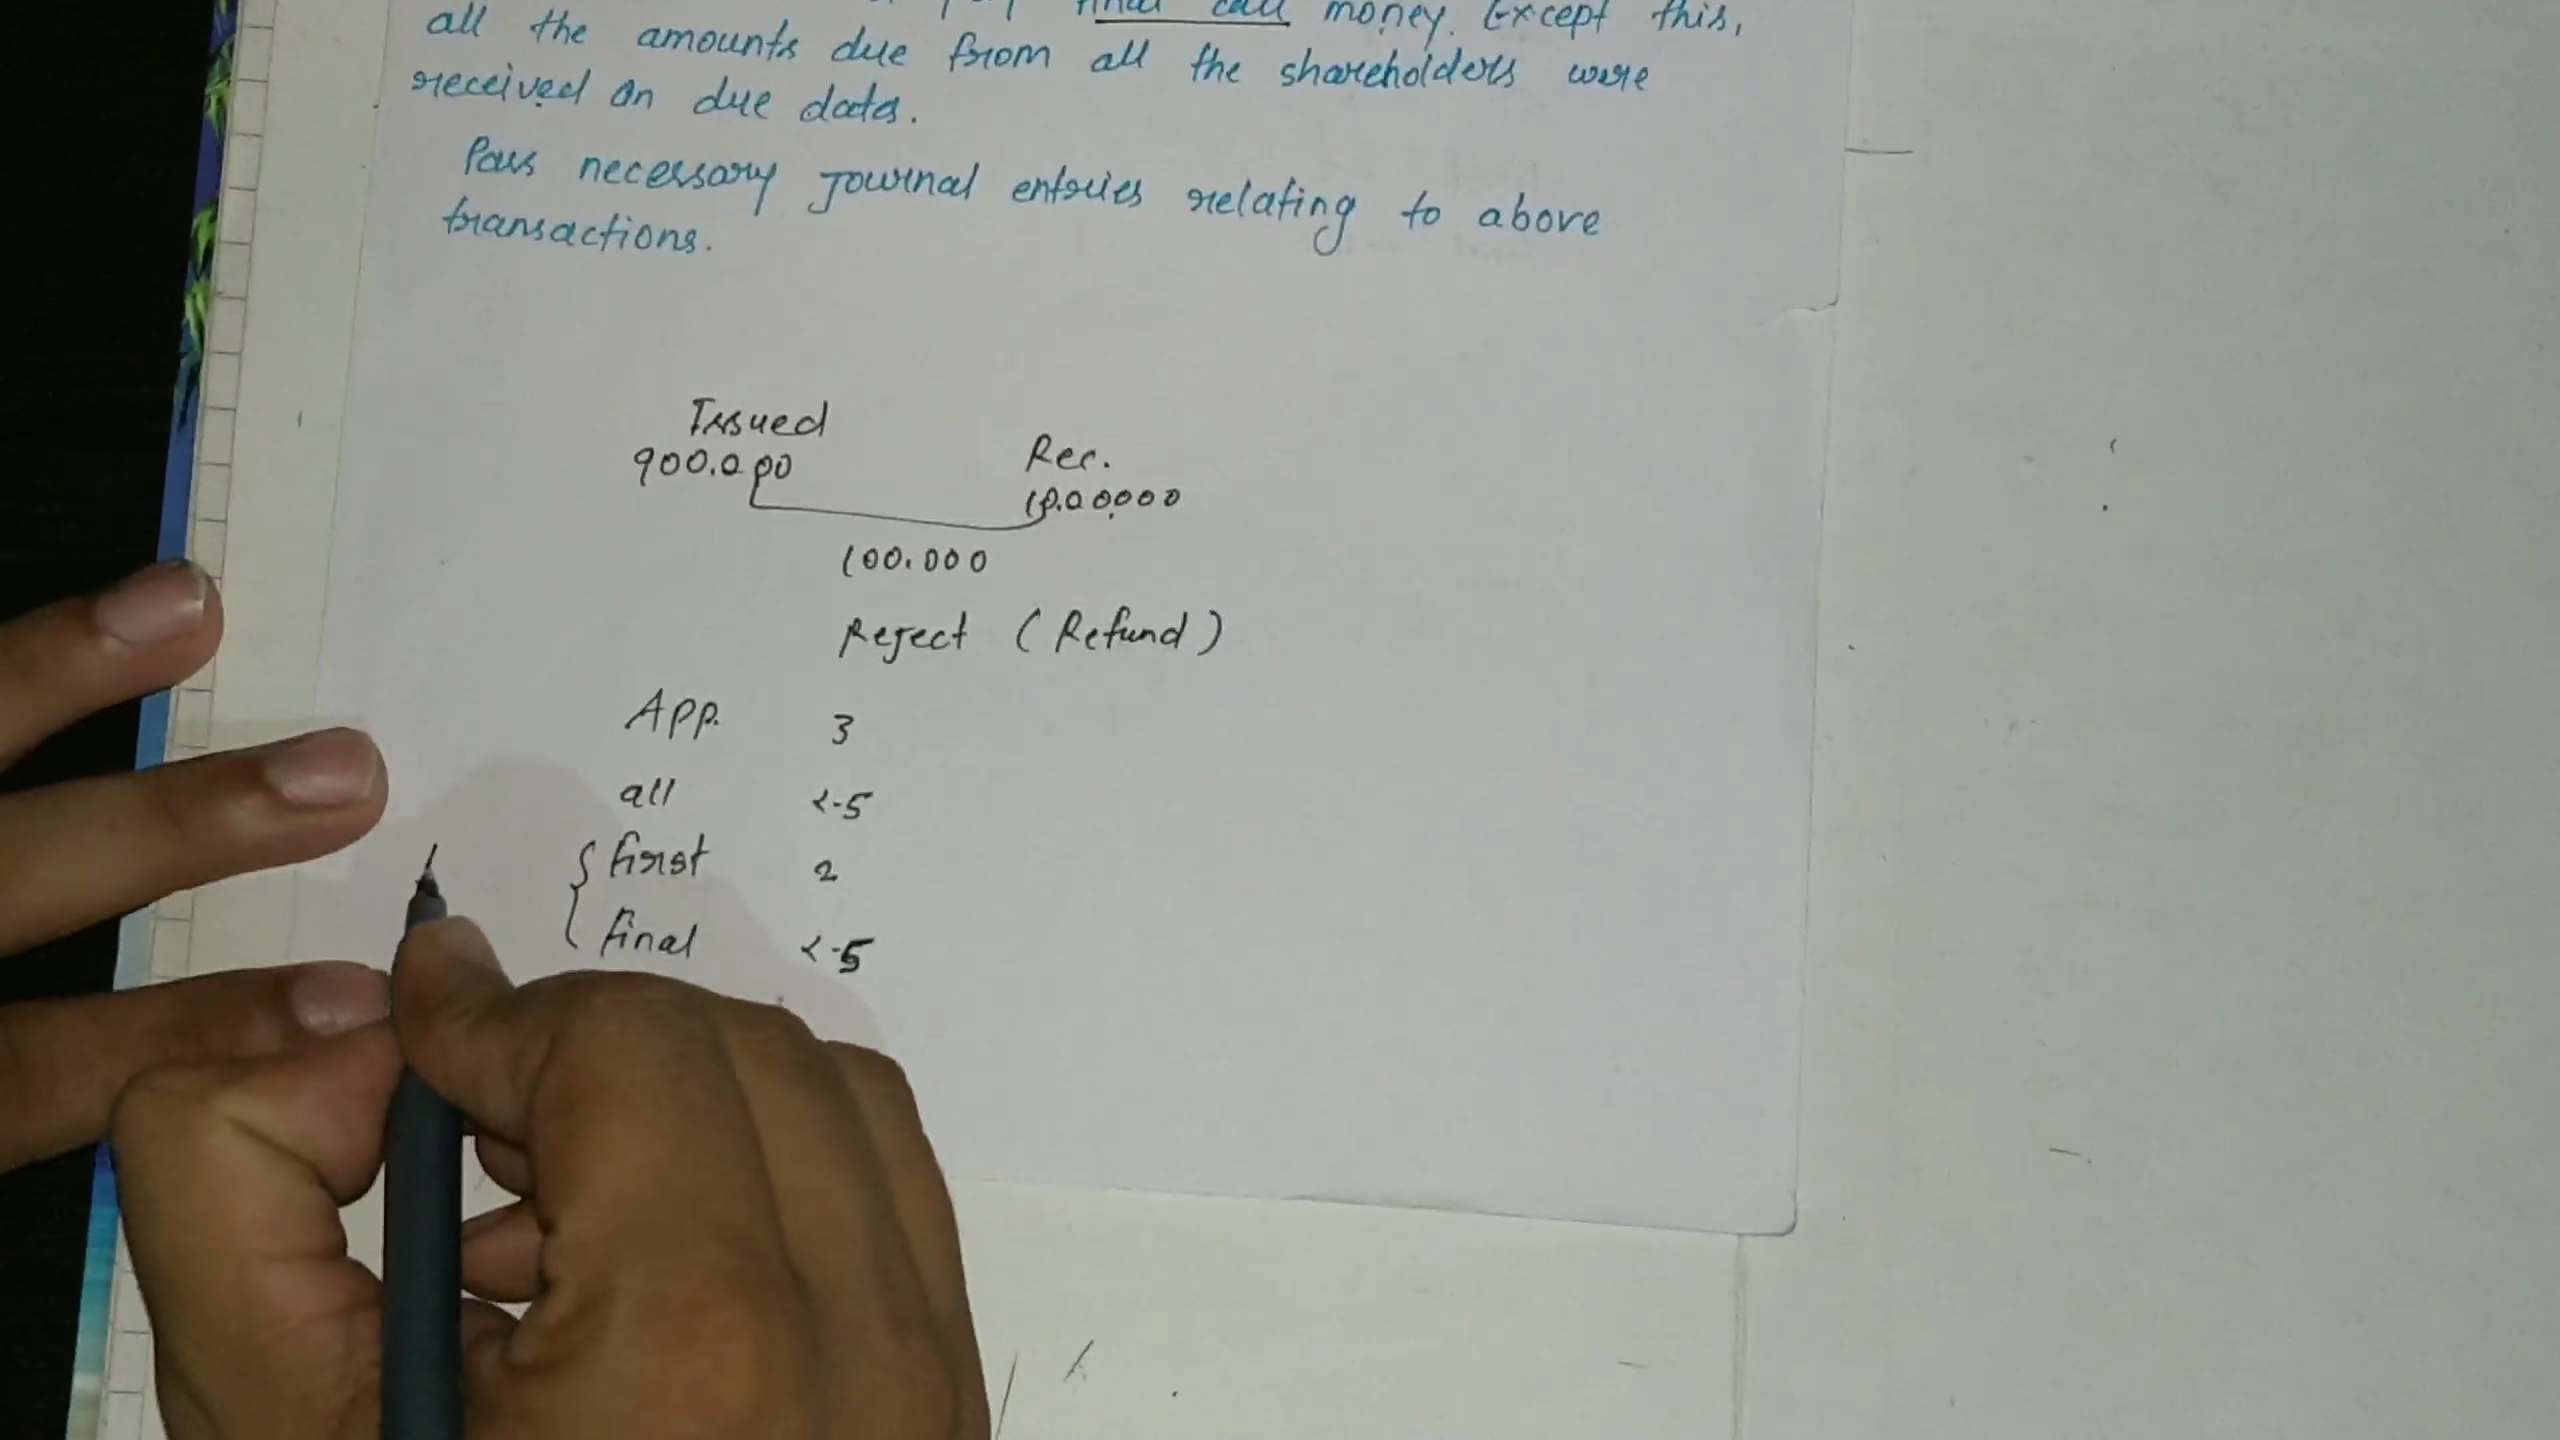 final call money. Except this,
all the amounts due from all the shareholders were
received on due data.
Pass necessary Journal entries relating to above
transactions.
Issued
900.000
Rec.
10.00.000
100.000
Reject (Refund)
App. 3
all 2.5
first 2
final 2.5